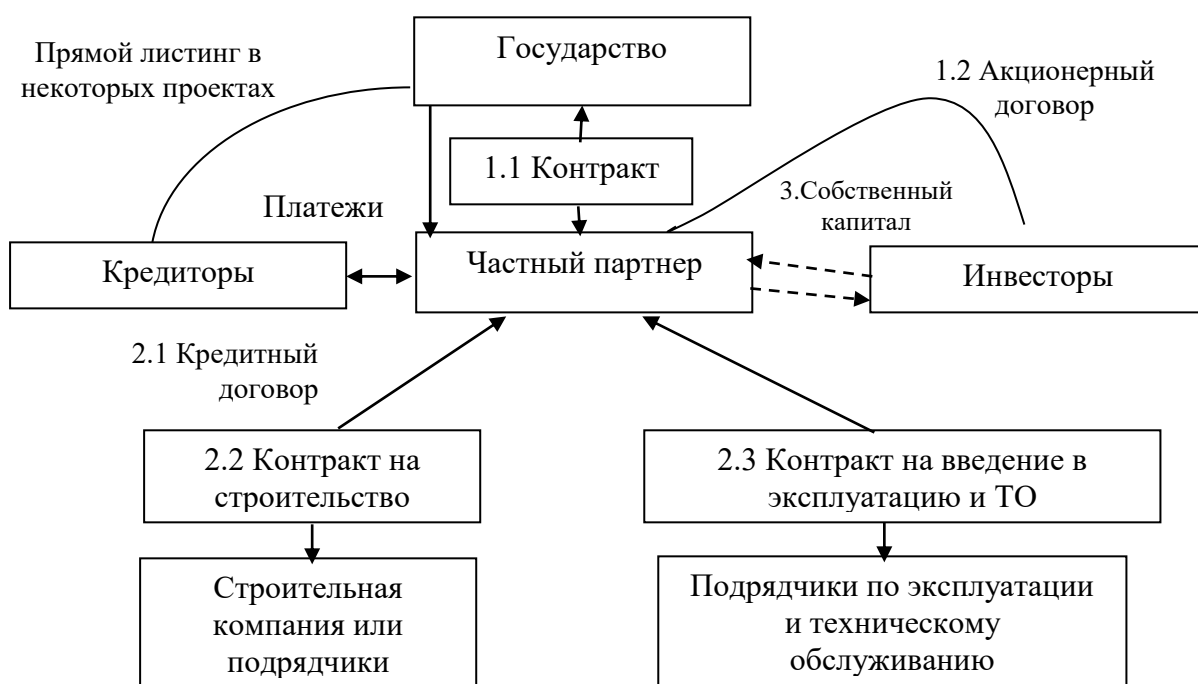 Государство
Прямой листинг в
некоторых проектах
1.2 Акционерный
договор
1.1 Контракт
3.Собственный
капитал
Платежи
Кредиторы
Частный партнер
Инвесторы
2.1 Кредитный
договор
2.2 Контракт на
строительство
2.3 Контракт на введение в
эксплуатацию и ТО
Строительная
компания или
подрядчики
Подрядчики по эксплуатации
и техническому
обслуживанию